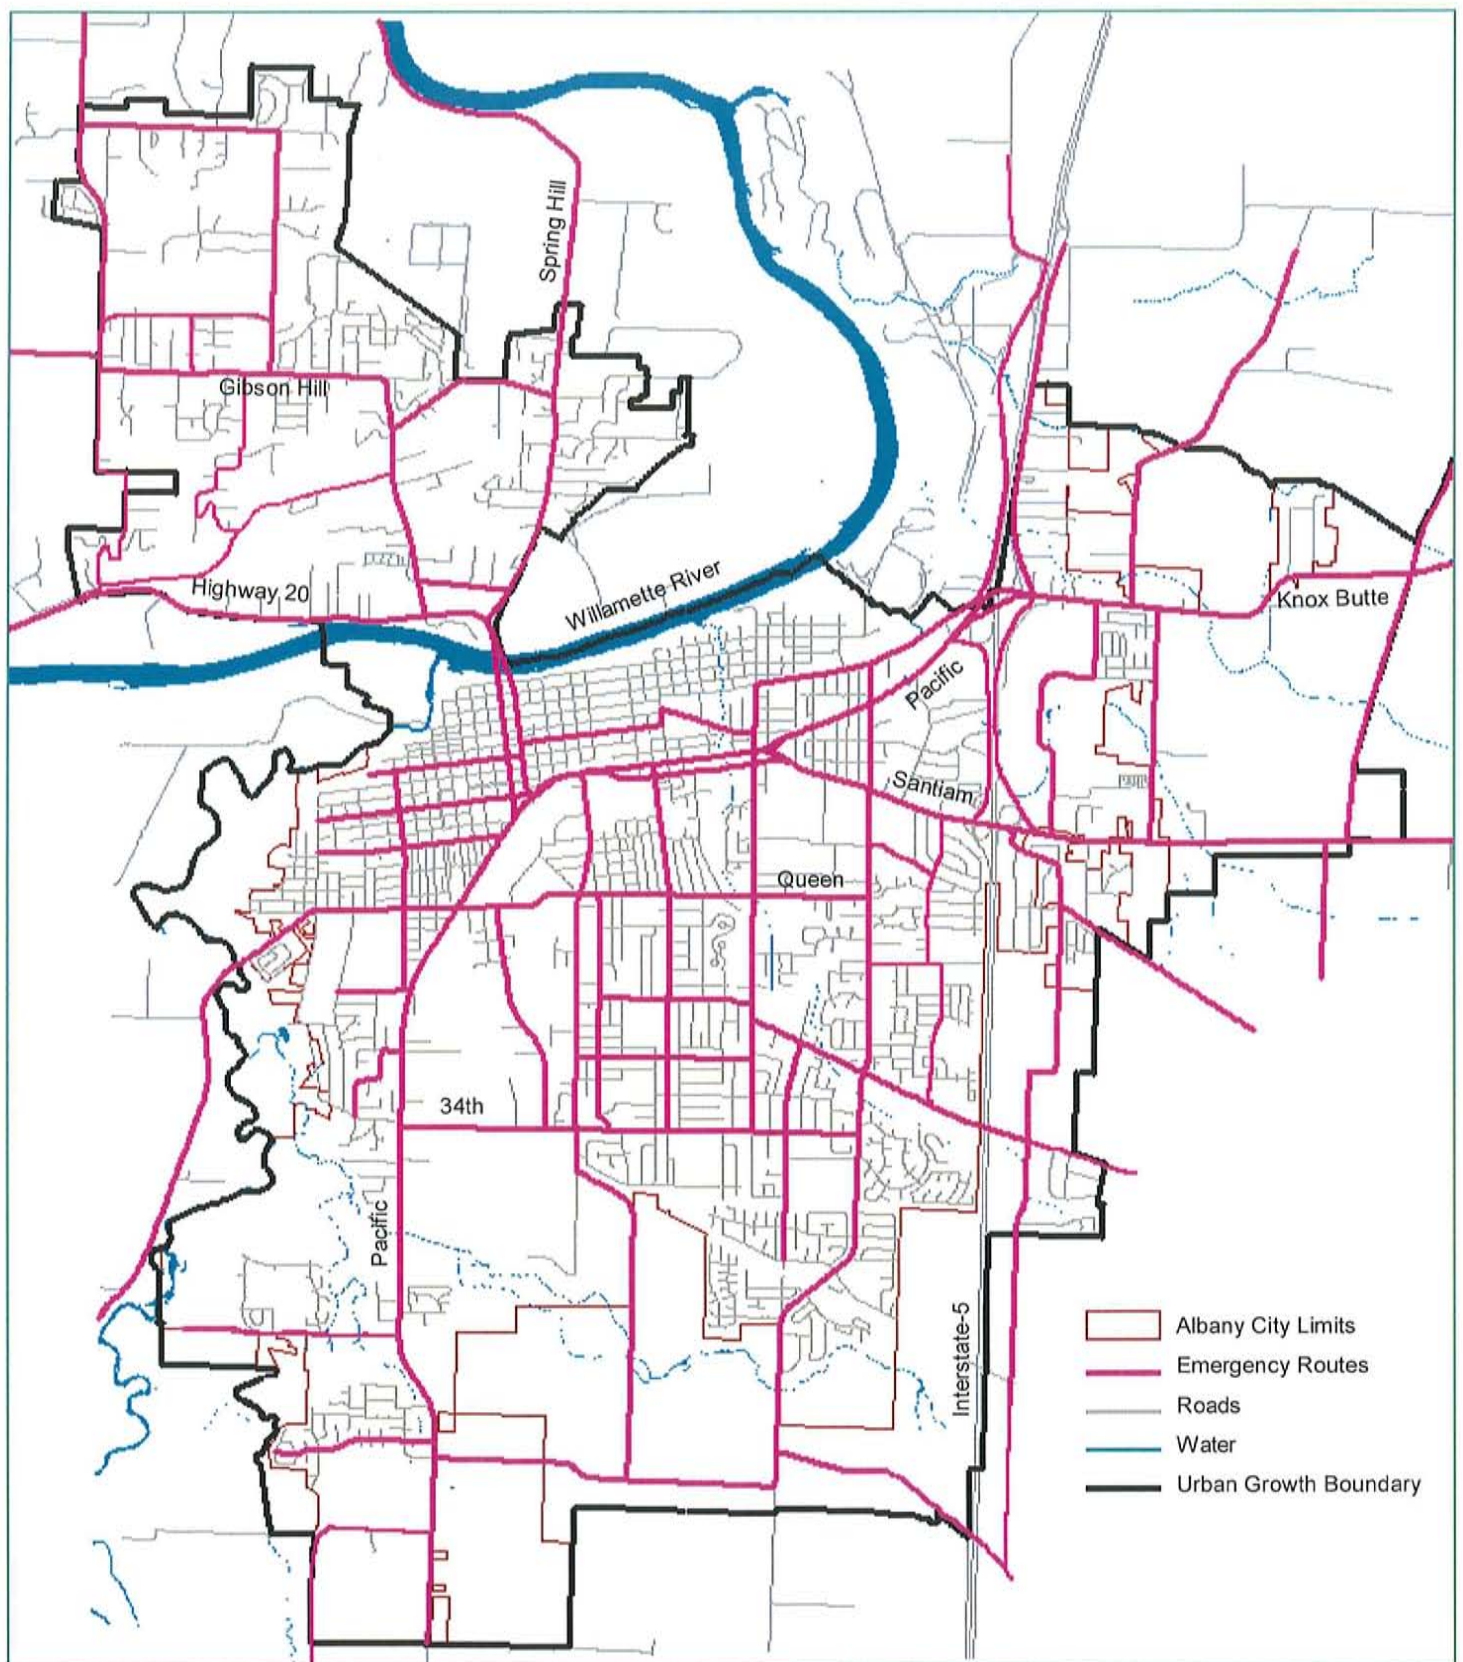 Spring Hill
Gibson Hill
Highway 20
Willamette River
Knox Butte
Pacific
Santiam
Queen
34th
Pacific
Interstate-5
Albany City Limits
Emergency Routes
Roads
Water
Urban Growth Boundary